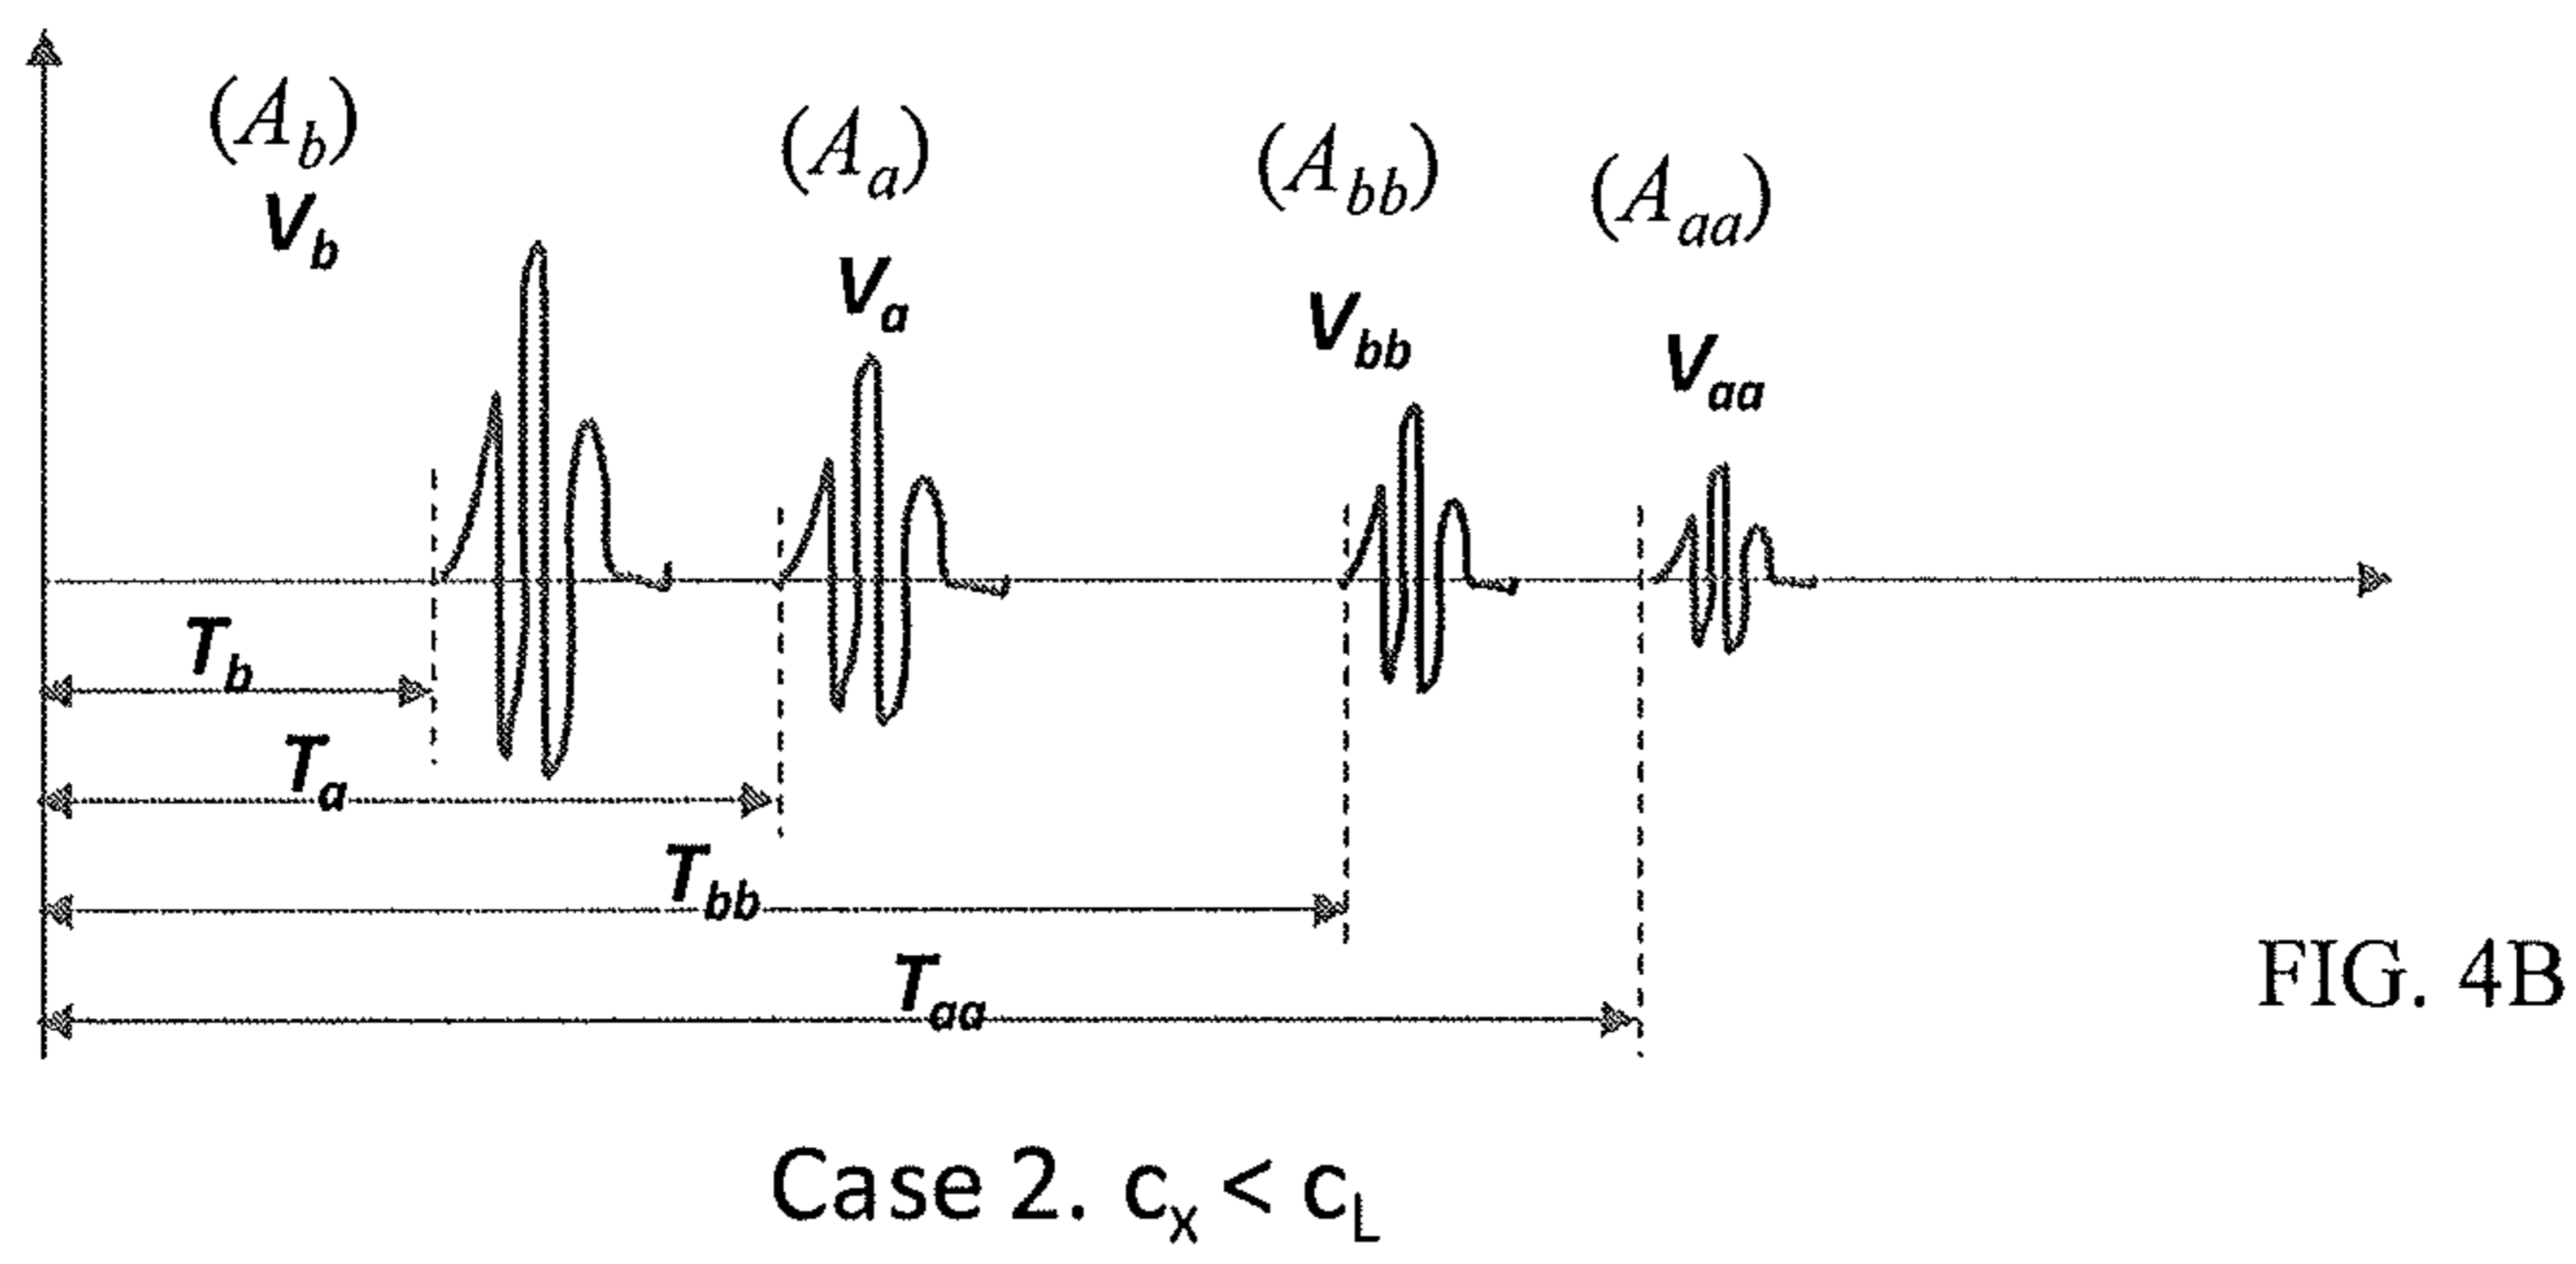 (A_b)
V_b
(A_a)
V_a
(A_bb)
V_bb
(A_aa)
V_aa
T_b
T_a
T_bb
T_aa
FIG. 4B
Case 2. c_x < c_L